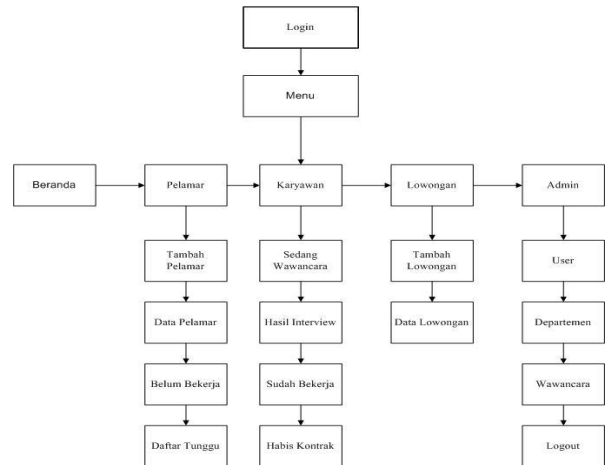 Login
Menu
Beranda
Pelamar
Karyawan
Lowongan
Admin
Tambah
Pelamar
Sedang
Wawancara
Tambah
Lowongan
User
Data Pelamar
Hasil Interview
Data Lowongan
Departemen
Belum Bekerja
Sudah Bekerja
Wawancara
Daftar Tunggu
Habis Kontrak
Logout